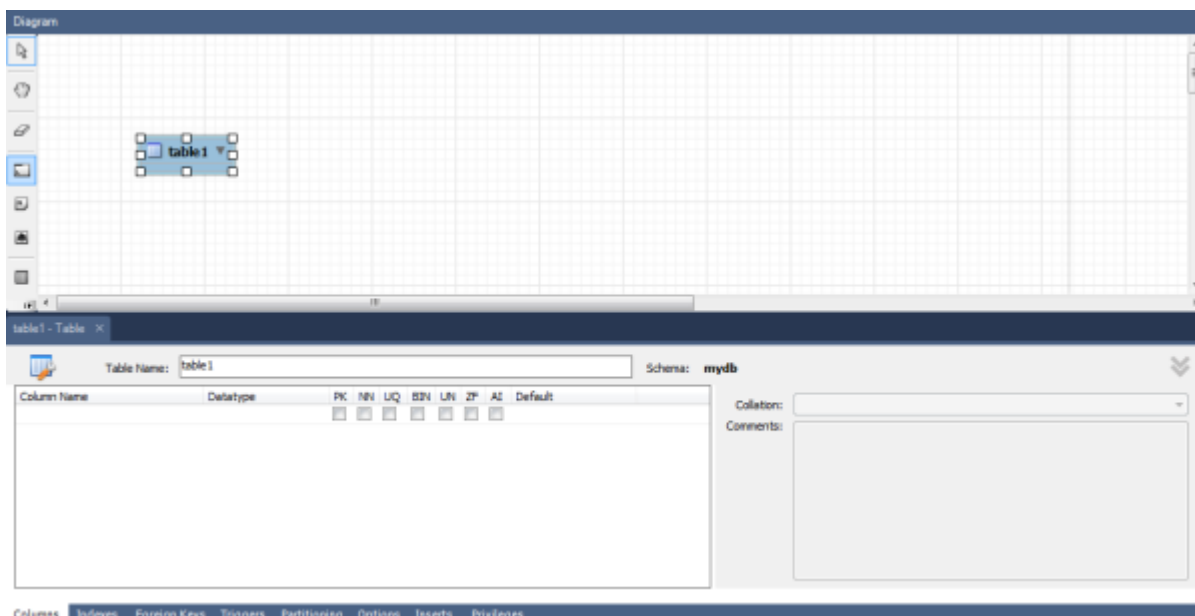 Diagram
table1
table1 - Table ×
Table Name: table1 Schema: mydb
Column Name Datatype PK NN UQ BIN UN ZF AI Default
Collation:
Comments:
Columns Indexes Foreign Keys Triggers Partitioning Options Inserts Privileges